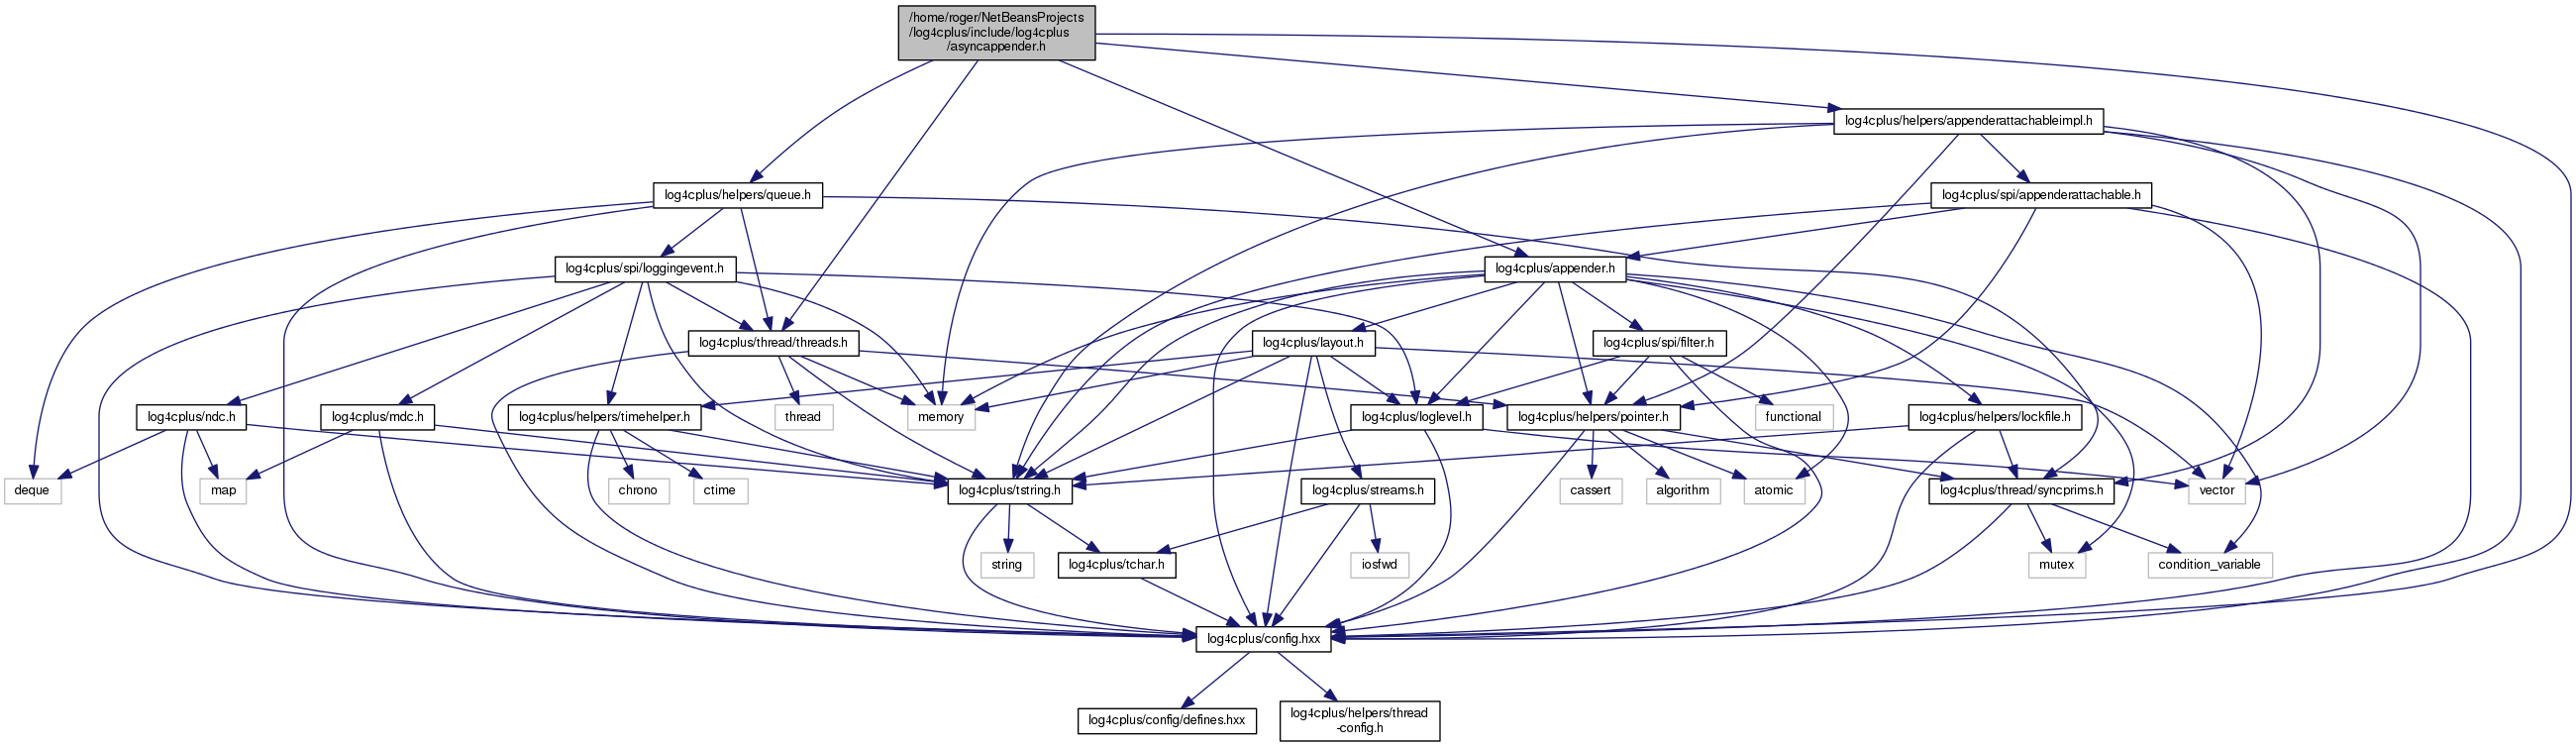 /home/roger/NetBeansProjects
/log4cplus/include/log4cplus
/asyncappender.h
log4cplus/helpers/appenderattachableimpl.h
log4cplus/helpers/queue.h
log4cplus/spi/appenderattachable.h
log4cplus/spi/loggingevent.h
log4cplus/appender.h
log4cplus/thread/threads.h
log4cplus/layout.h
log4cplus/spi/filter.h
log4cplus/ndc.h
log4cplus/mdc.h
log4cplus/helpers/timehelper.h
thread
memory
log4cplus/loglevel.h
log4cplus/helpers/pointer.h
functional
log4cplus/helpers/lockfile.h
deque
map
chrono
ctime
log4cplus/tstring.h
log4cplus/streams.h
cassert
algorithm
atomic
log4cplus/thread/syncprims.h
vector
string
log4cplus/tchar.h
iosfwd
mutex
condition_variable
log4cplus/config.hxx
log4cplus/config/defines.hxx
log4cplus/helpers/thread
-config.h